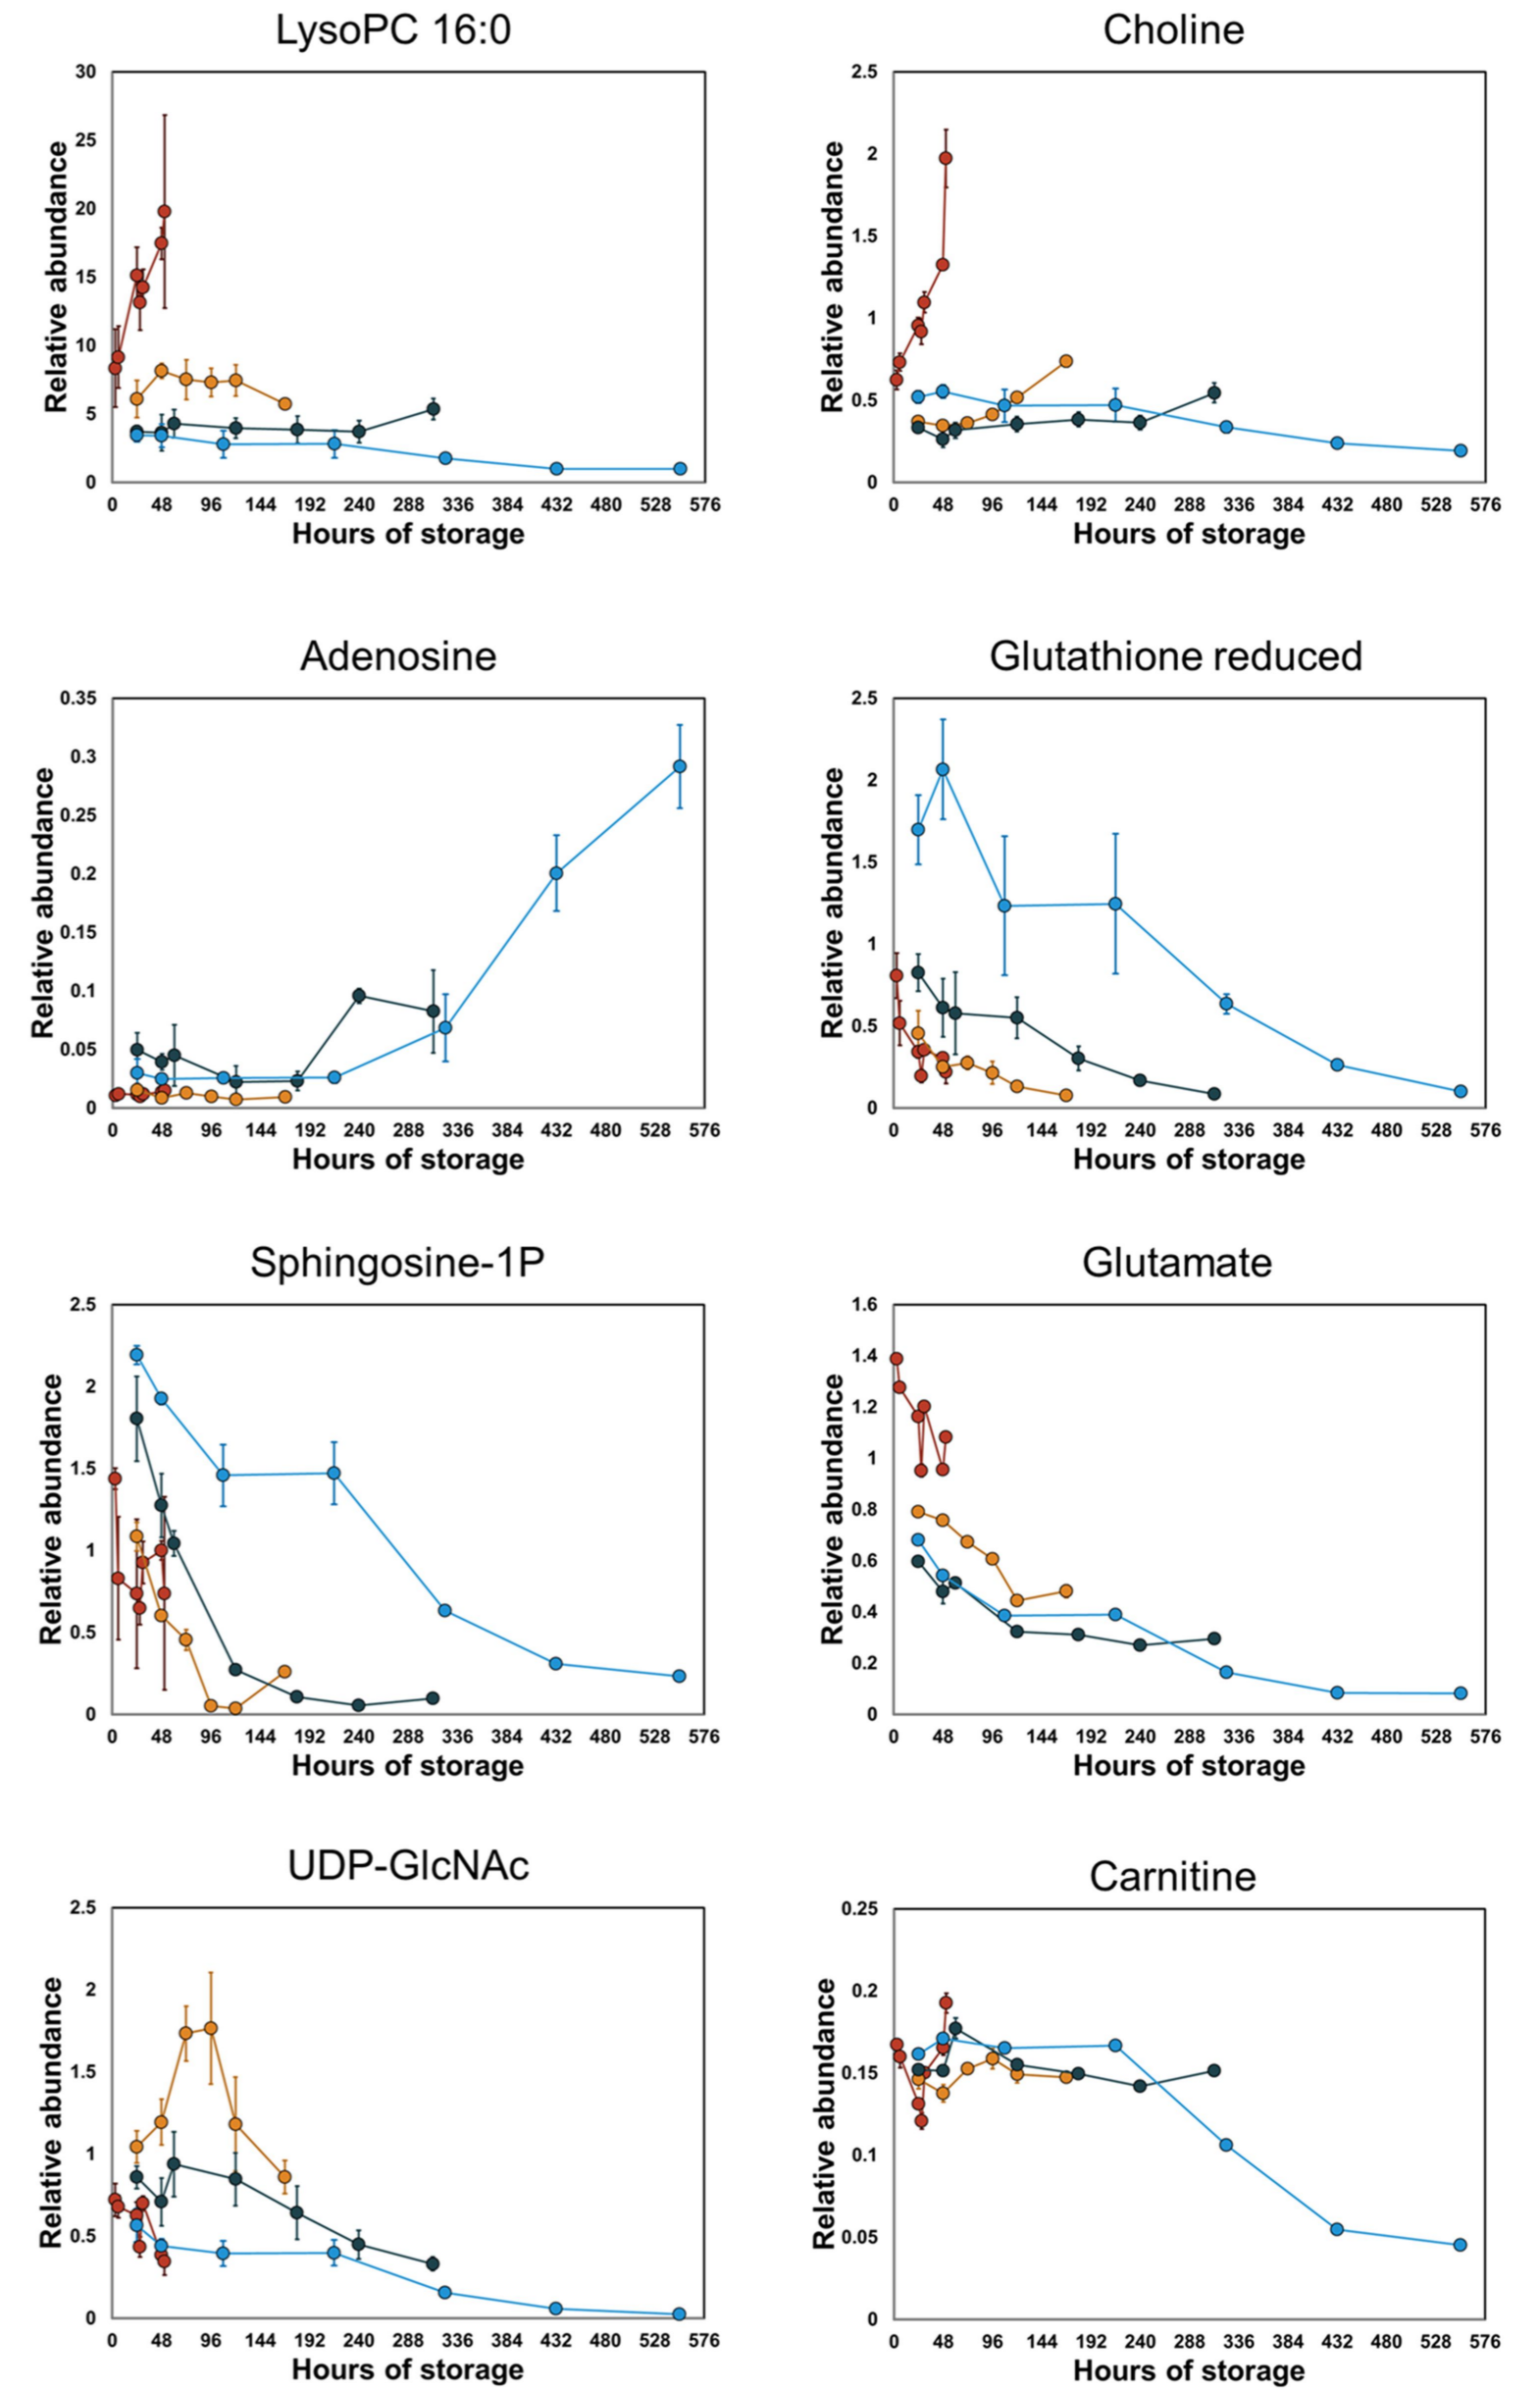 LysoPC 16:0
Relative abundance
30
25
20
15
10
5
0
0 48 96 144 192 240 288 336 384 432 480 528 576
Hours of storage
Choline
Relative abundance
2.5
2
1.5
1
0.5
0
0 48 96 144 192 240 288 336 384 432 480 528 576
Hours of storage
Adenosine
Relative abundance
0.35
0.3
0.25
0.2
0.15
0.1
0.05
0
0 48 96 144 192 240 288 336 384 432 480 528 576
Hours of storage
Glutathione reduced
Relative abundance
2.5
2
1.5
1
0.5
0
0 48 96 144 192 240 288 336 384 432 480 528 576
Hours of storage
Sphingosine-1P
Relative abundance
2.5
2
1.5
1
0.5
0
0 48 96 144 192 240 288 336 384 432 480 528 576
Hours of storage
Glutamate
Relative abundance
1.6
1.4
1.2
1
0.8
0.6
0.4
0.2
0
0 48 96 144 192 240 288 336 384 432 480 528 576
Hours of storage
UDP-GlcNAc
Relative abundance
2.5
2
1.5
1
0.5
0
0 48 96 144 192 240 288 336 384 432 480 528 576
Hours of storage
Carnitine
Relative abundance
0.25
0.2
0.15
0.1
0.05
0
0 48 96 144 192 240 288 336 384 432 480 528 576
Hours of storage